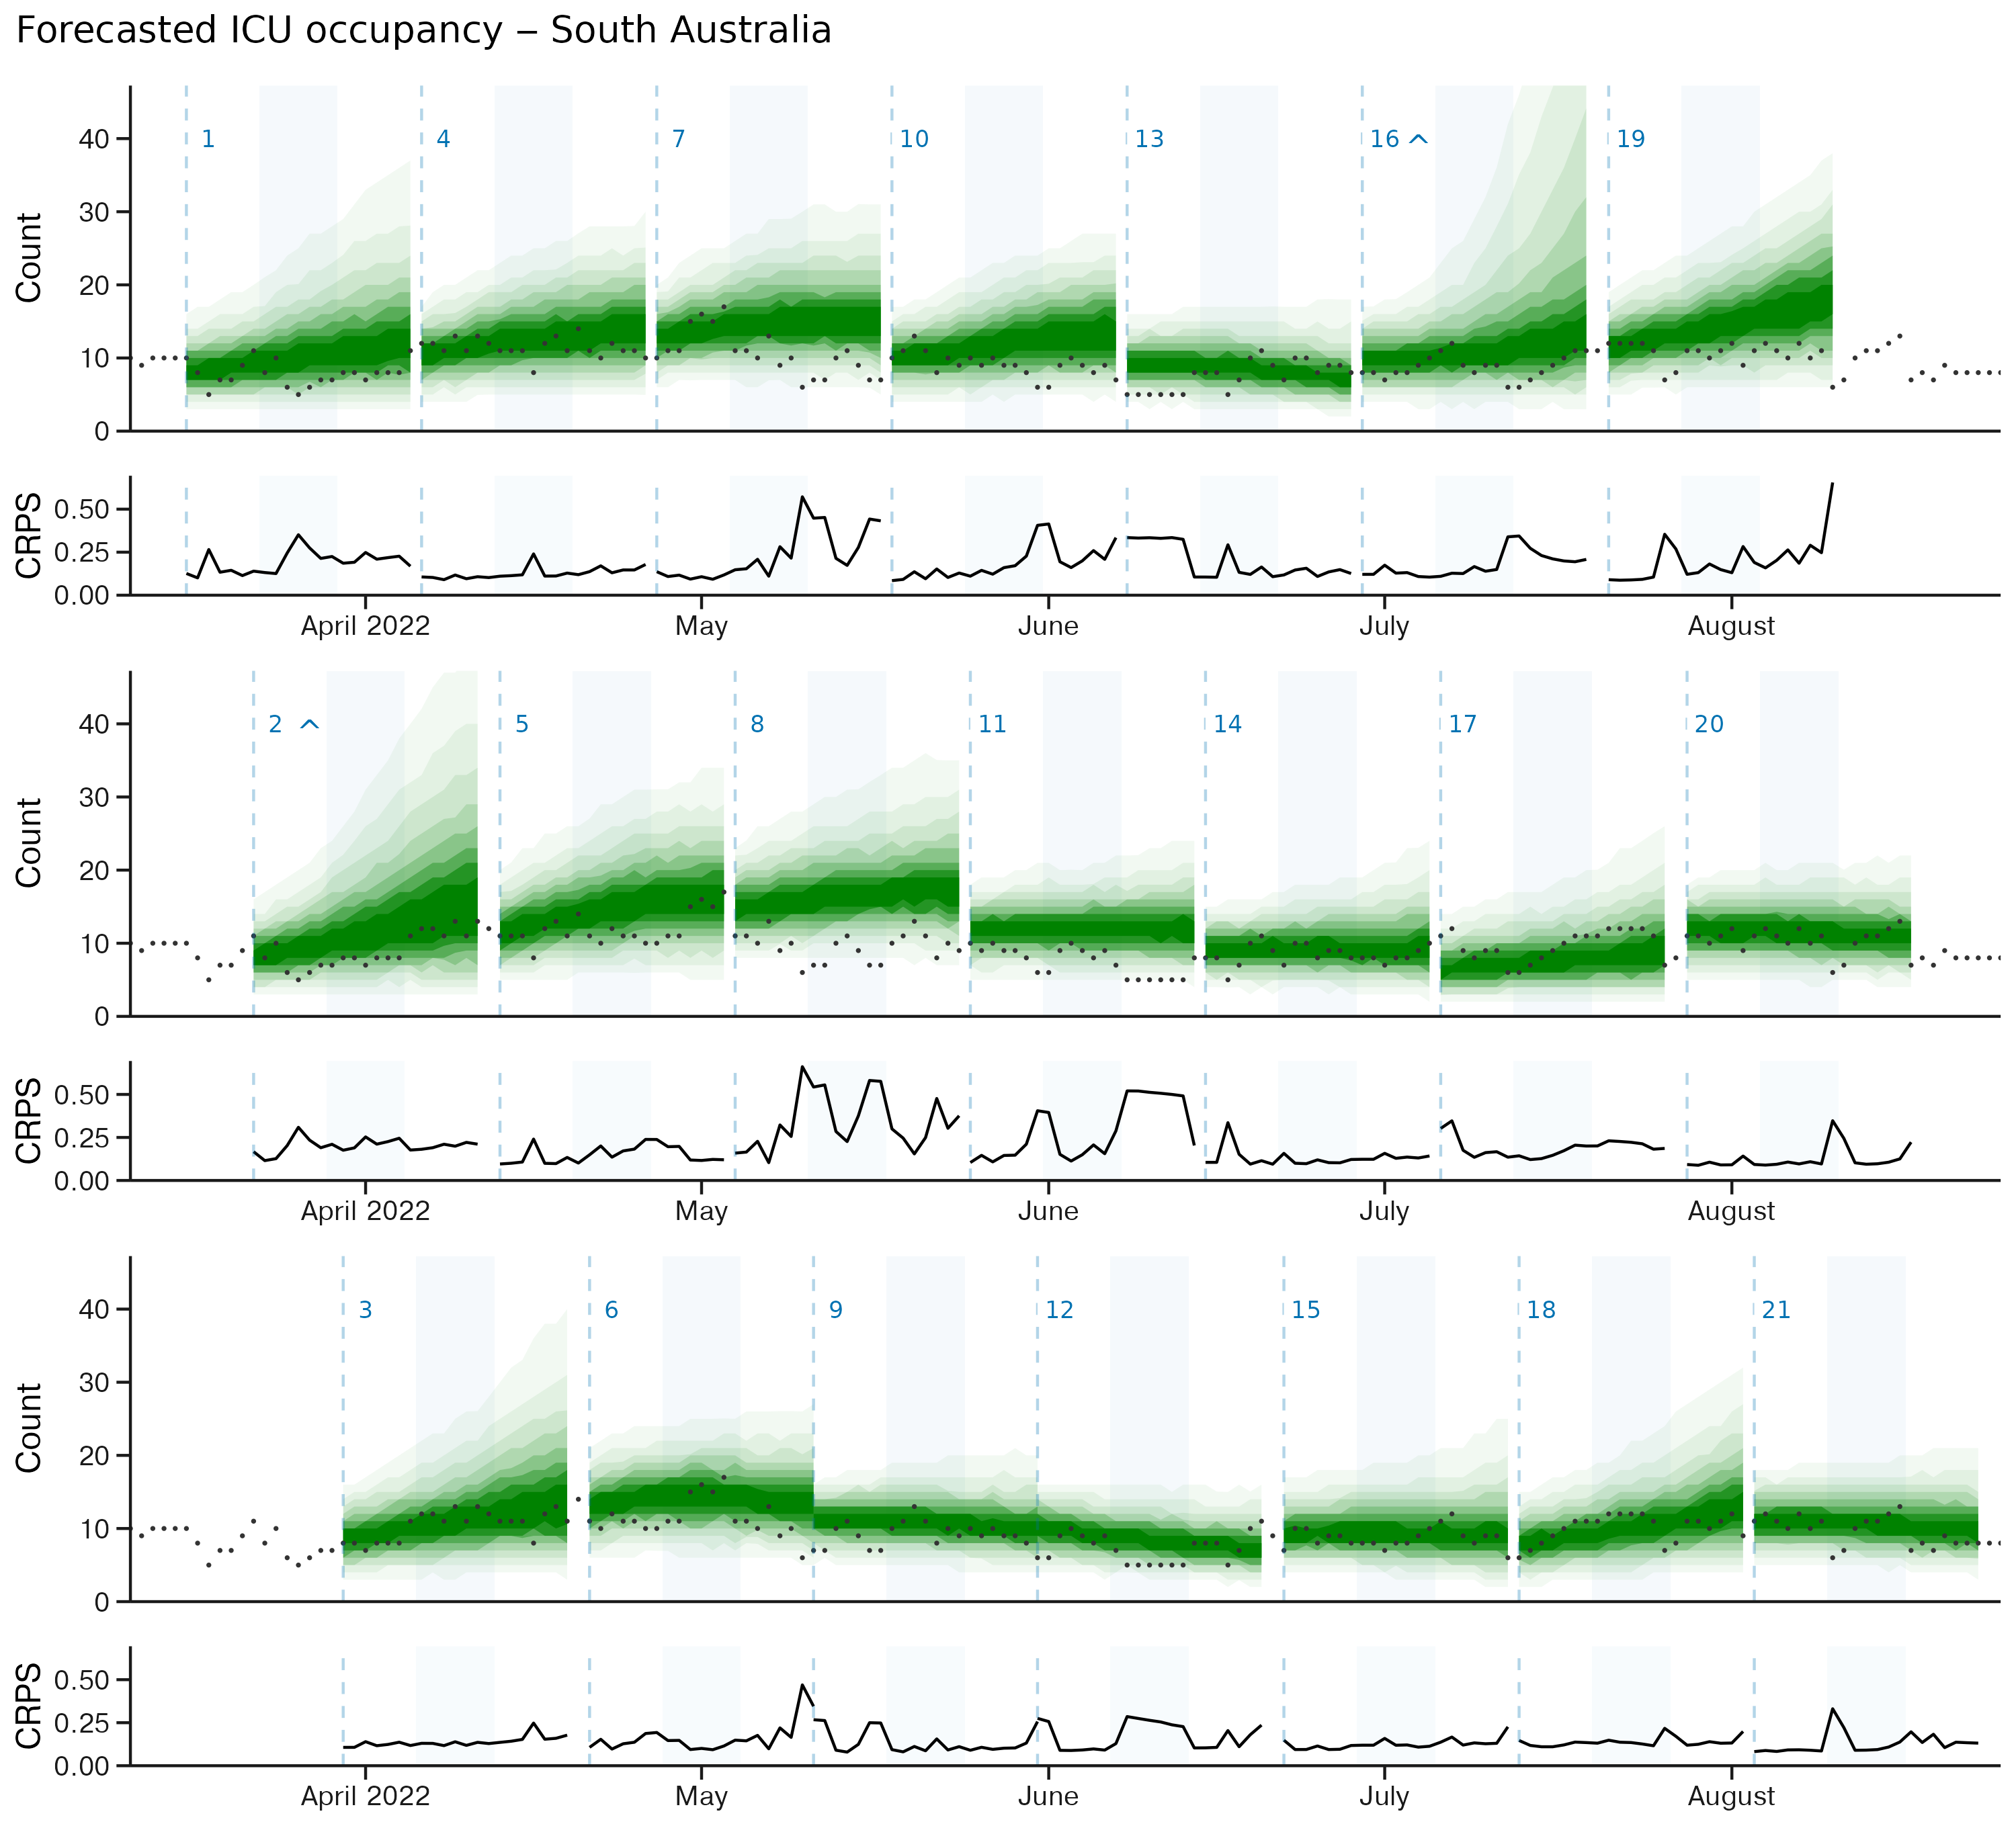 Forecasted ICU occupancy – South Australia
Count
40
30
20
10
0
1
4
7
10
13
16 ^
19
CRPS
0.50
0.25
0.00
April 2022
May
June
July
August
Count
40
30
20
10
0
2 ^
5
8
11
14
17
20
CRPS
0.50
0.25
0.00
April 2022
May
June
July
August
Count
40
30
20
10
0
3
6
9
12
15
18
21
CRPS
0.50
0.25
0.00
April 2022
May
June
July
August